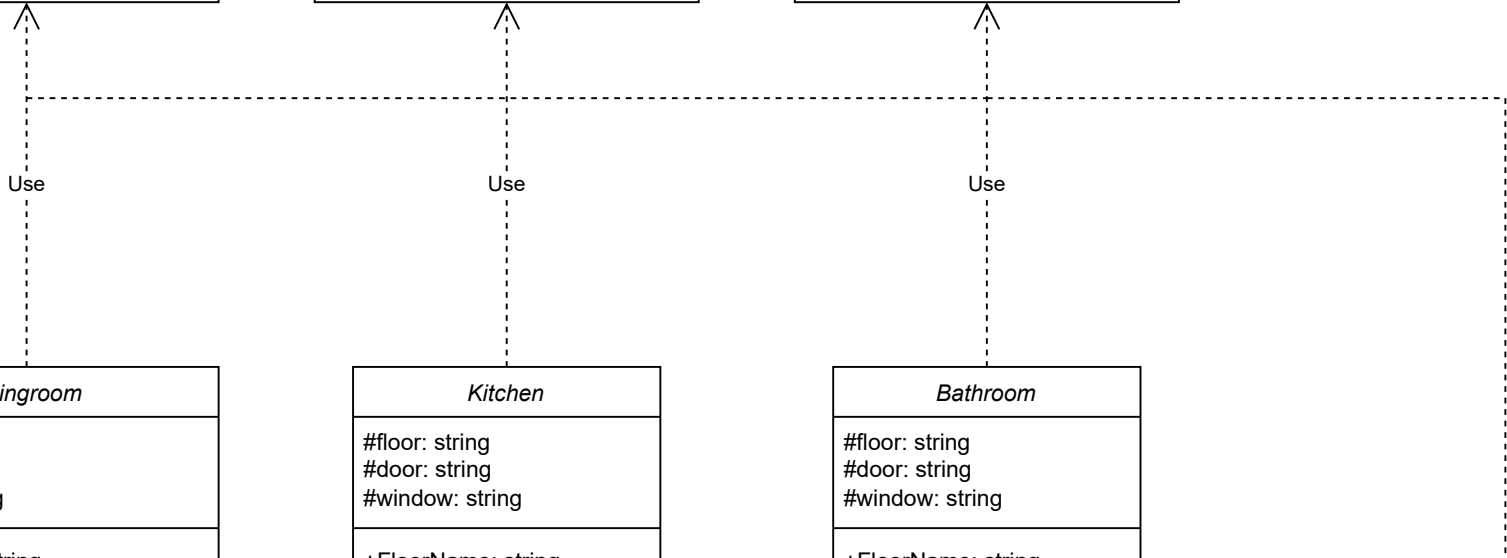 Use Use Use
ingroom
Kitchen
Bathroom
#floor: string
#door: string
#window: string
#floor: string
#door: string
#window: string
+FloorName: string
+FloorName: string